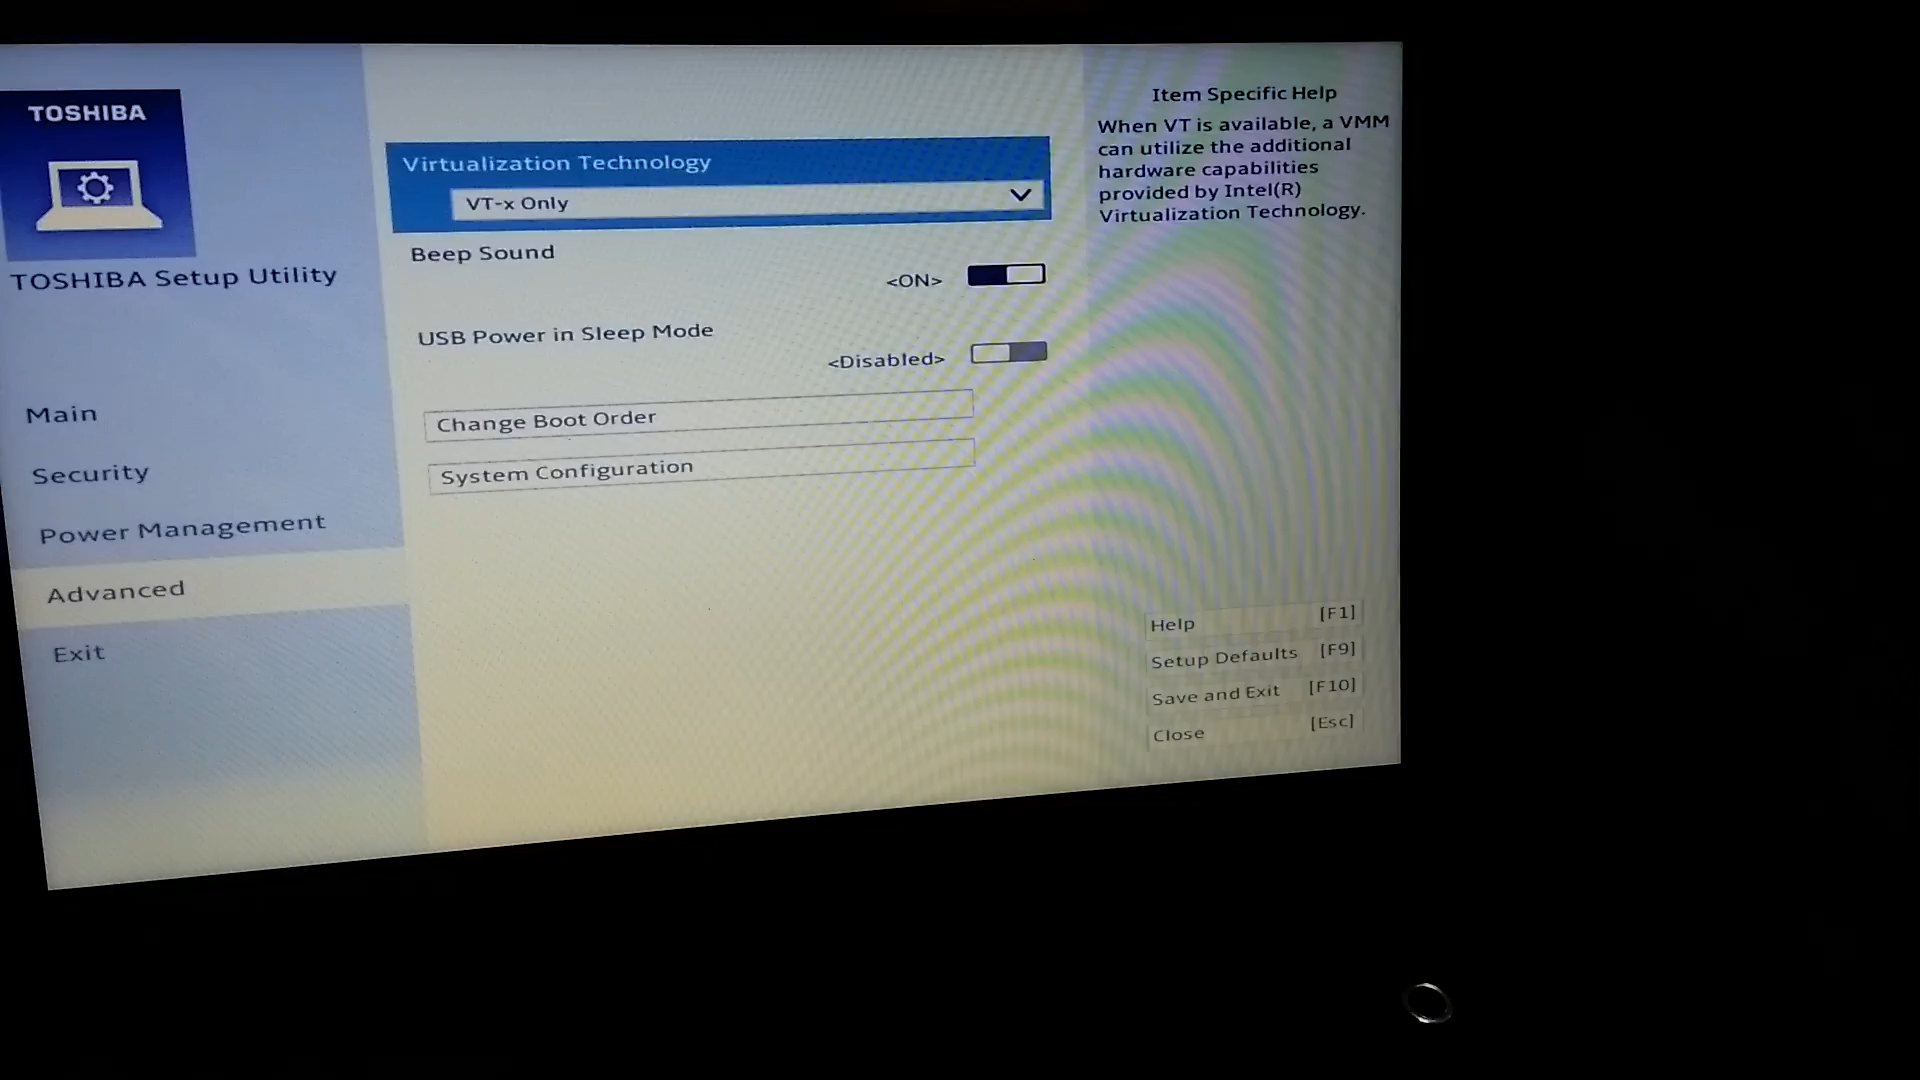 TOSHIBA
TOSHIBA Setup Utility
Main
Security
Power Management
Advanced
Exit
Virtualization Technology
VT-x Only
Beep Sound
<ON>
USB Power in Sleep Mode
<Disabled>
Change Boot Order
System Configuration
Item Specific Help
When VT is available, a VMM
can utilize the additional
hardware capabilities
provided by Intel(R)
Virtualization Technology.
Help [F1]
Setup Defaults [F9]
Save and Exit [F10]
Close [Esc]